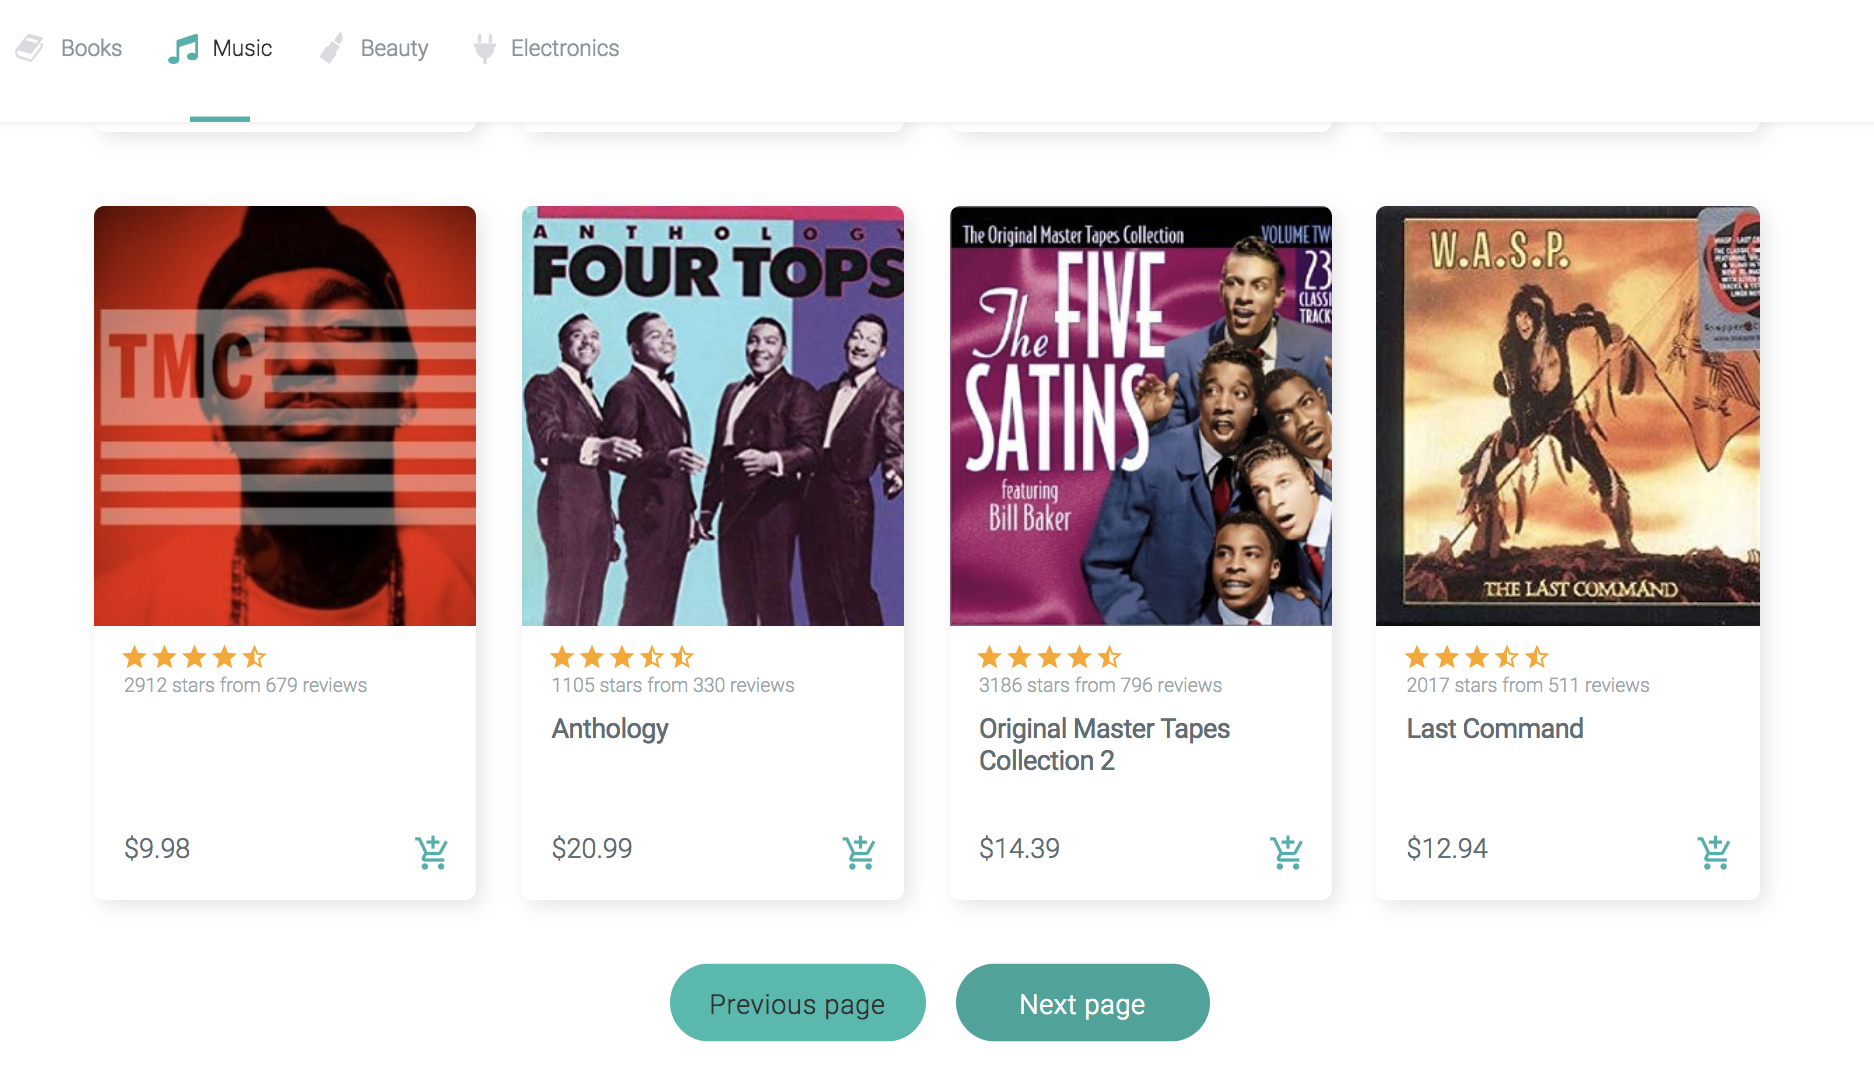 Books
Music
Beauty
Electronics
TMC
2912 stars from 679 reviews
$9.98
ANTHOLOGY
FOUR TOPS
1105 stars from 330 reviews
Anthology
$20.99
The Original Master Tapes Collection
VOLUME TW
23
CLASSI
TRACK
The FIVE
SATINS
featuring
Bill Baker
3186 stars from 796 reviews
Original Master Tapes
Collection 2
$14.39
W.A.S.P.
THE LAST COMMAND
2017 stars from 511 reviews
Last Command
$12.94
Previous page
Next page